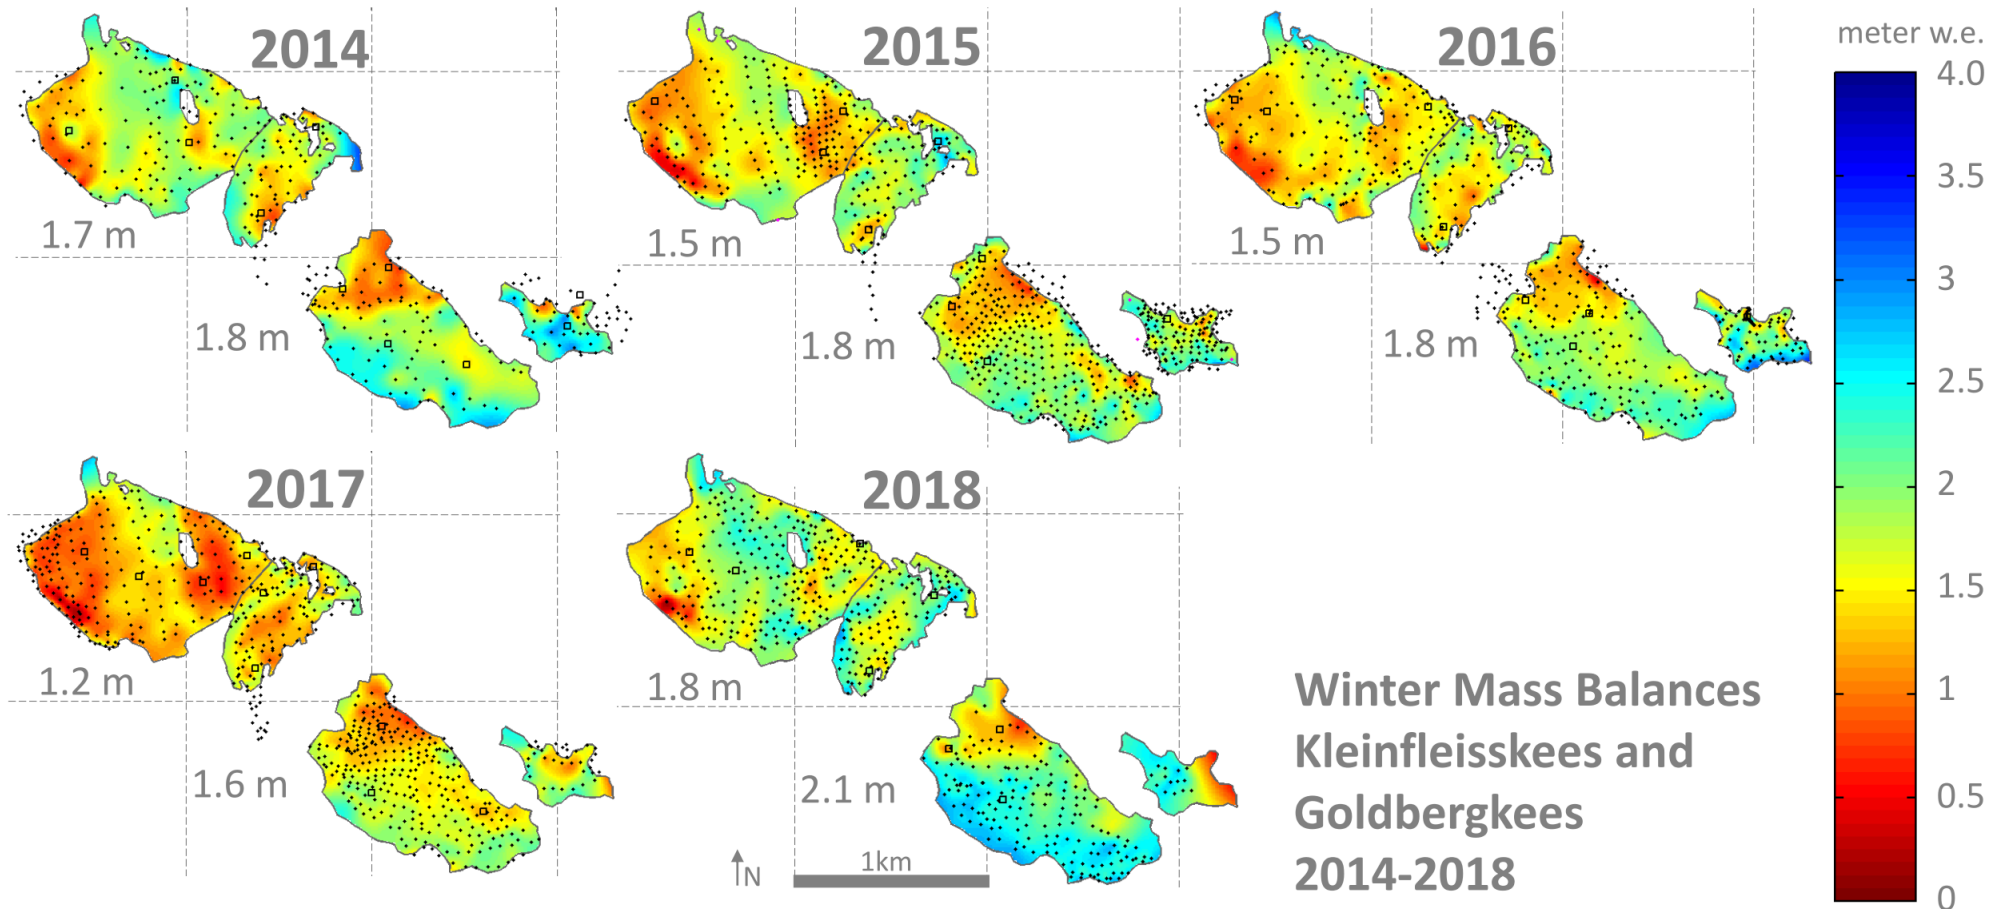 2014
2015
2016
meter w.e.
4.0
3.5
3
2.5
2
1.5
1
0.5
0
1.7 m
1.8 m
1.5 m
1.8 m
1.5 m
1.8 m
2017
2018
1.2 m
1.6 m
1.8 m
2.1 m
N
1km
Winter Mass Balances
Kleinfleisskees and
Goldbergkees
2014-2018